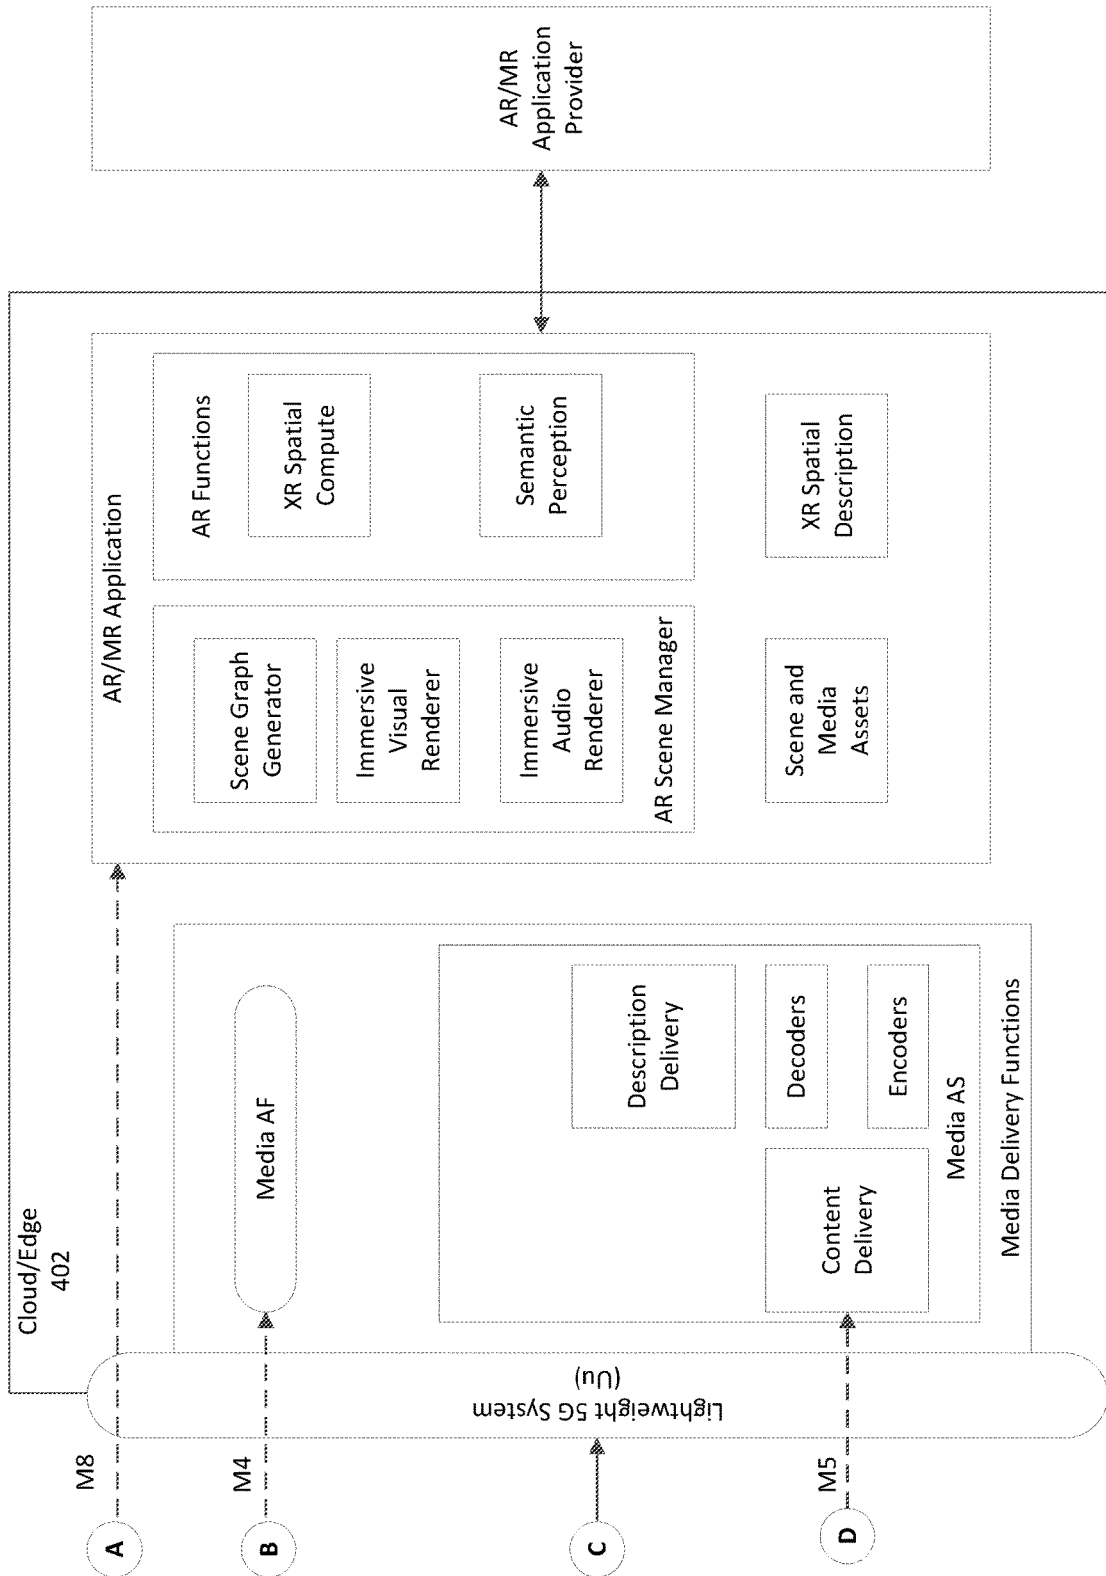 Cloud/Edge
402
A
M8
B
M4
C
D
M5
Lightweight 5G System
(Uu)
Media AF
Description
Delivery
Content
Delivery
Decoders
Encoders
Media AS
Media Delivery Functions
AR/MR Application
Scene Graph
Generator
Immersive
Visual
Renderer
Immersive
Audio
Renderer
AR Scene Manager
AR Functions
XR Spatial
Compute
Semantic
Perception
Scene and
Media
Assets
XR Spatial
Description
AR/MR
Application
Provider